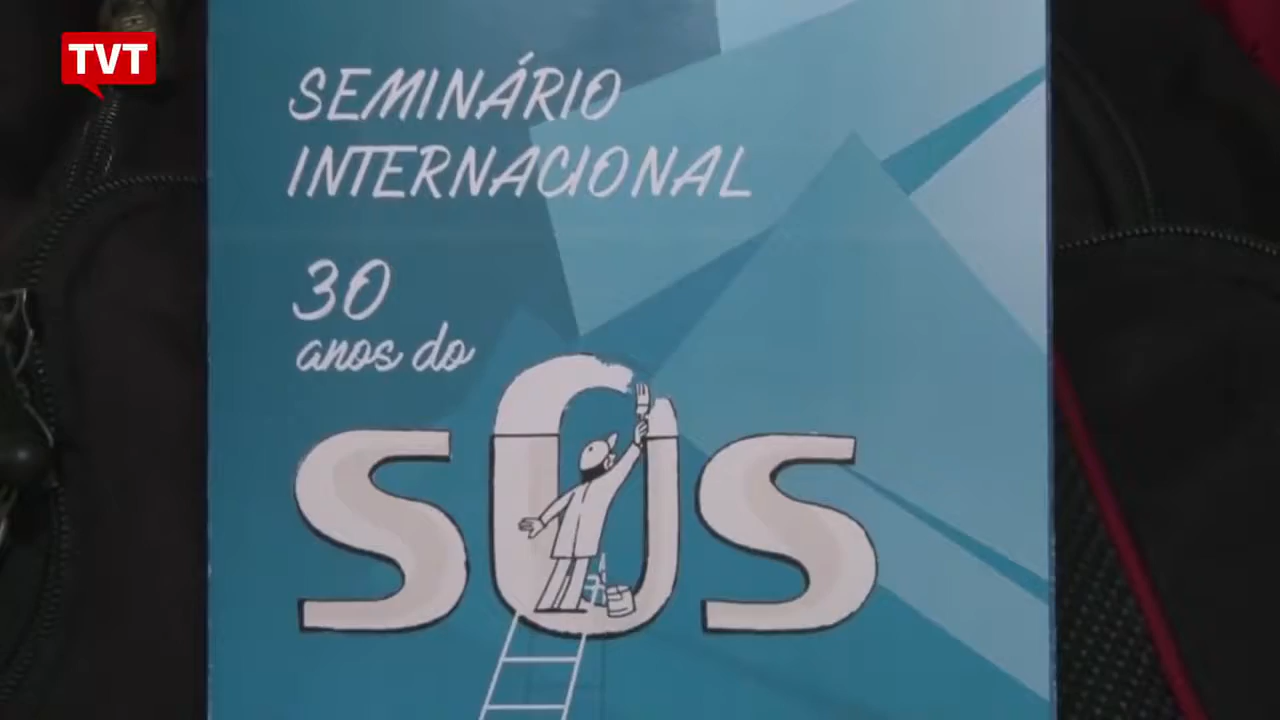 TVT
SEMINÁRIO
INTERNACIONAL
30
anos do
SUS